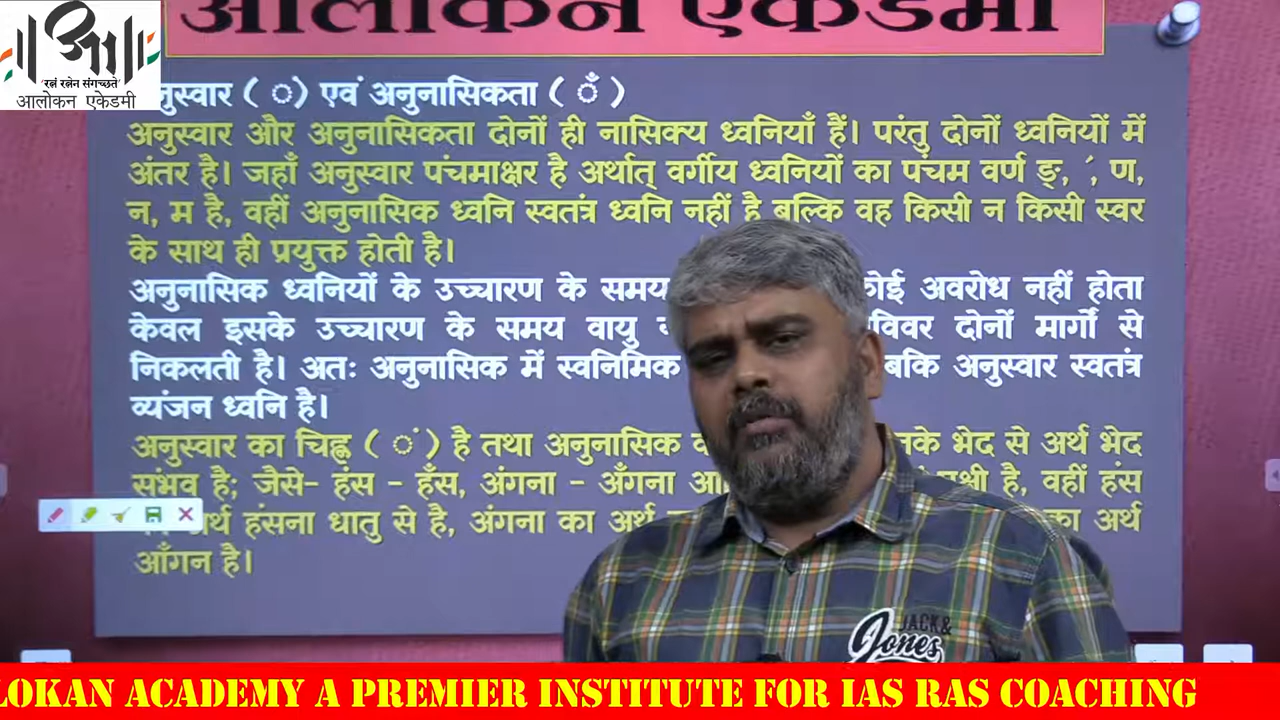 आलोकन एकेडमी
आ
'रत्नं रत्नेन संगच्छते'
आलोकन एकेडमी
नुस्वार ( ○ं) एवं अनुनासिकता ( ○ँ )
अनुस्वार और अनुनासिकता दोनों ही नासिक्य ध्वनियाँ हैं। परंतु दोनों ध्वनियों में
अंतर है। जहाँ अनुस्वार पंचमाक्षर है अर्थात् वर्गीय ध्वनियों का पंचम वर्ण ङ्, ´, ण,
न, म है, वहीं अनुनासिक ध्वनि स्वतंत्र ध्वनि नहीं है बल्कि वह किसी न किसी स्वर
के साथ ही प्रयुक्त होती है।
अनुनासिक ध्वनियों के उच्चारण के समय कोई अवरोध नहीं होता
केवल इसके उच्चारण के समय वायु विवर दोनों मार्गों से
निकलती है। अतः अनुनासिक में स्वनिमिक बकि अनुस्वार स्वतंत्र
व्यंजन ध्वनि है।
अनुस्वार का चिह्न ( ○ं ) है तथा अनुनासिक नके भेद से अर्थ भेद
संभव है; जैसे- हंस - हँस, अंगना - अँगना आ क्षी है, वहीं हंस
अर्थ हंसना धातु से है, अंगना का अर्थ का अर्थ
आँगन है।
JACK &
Jones
LOKAN ACADEMY A PREMIER INSTITUTE FOR IAS RAS COACHING